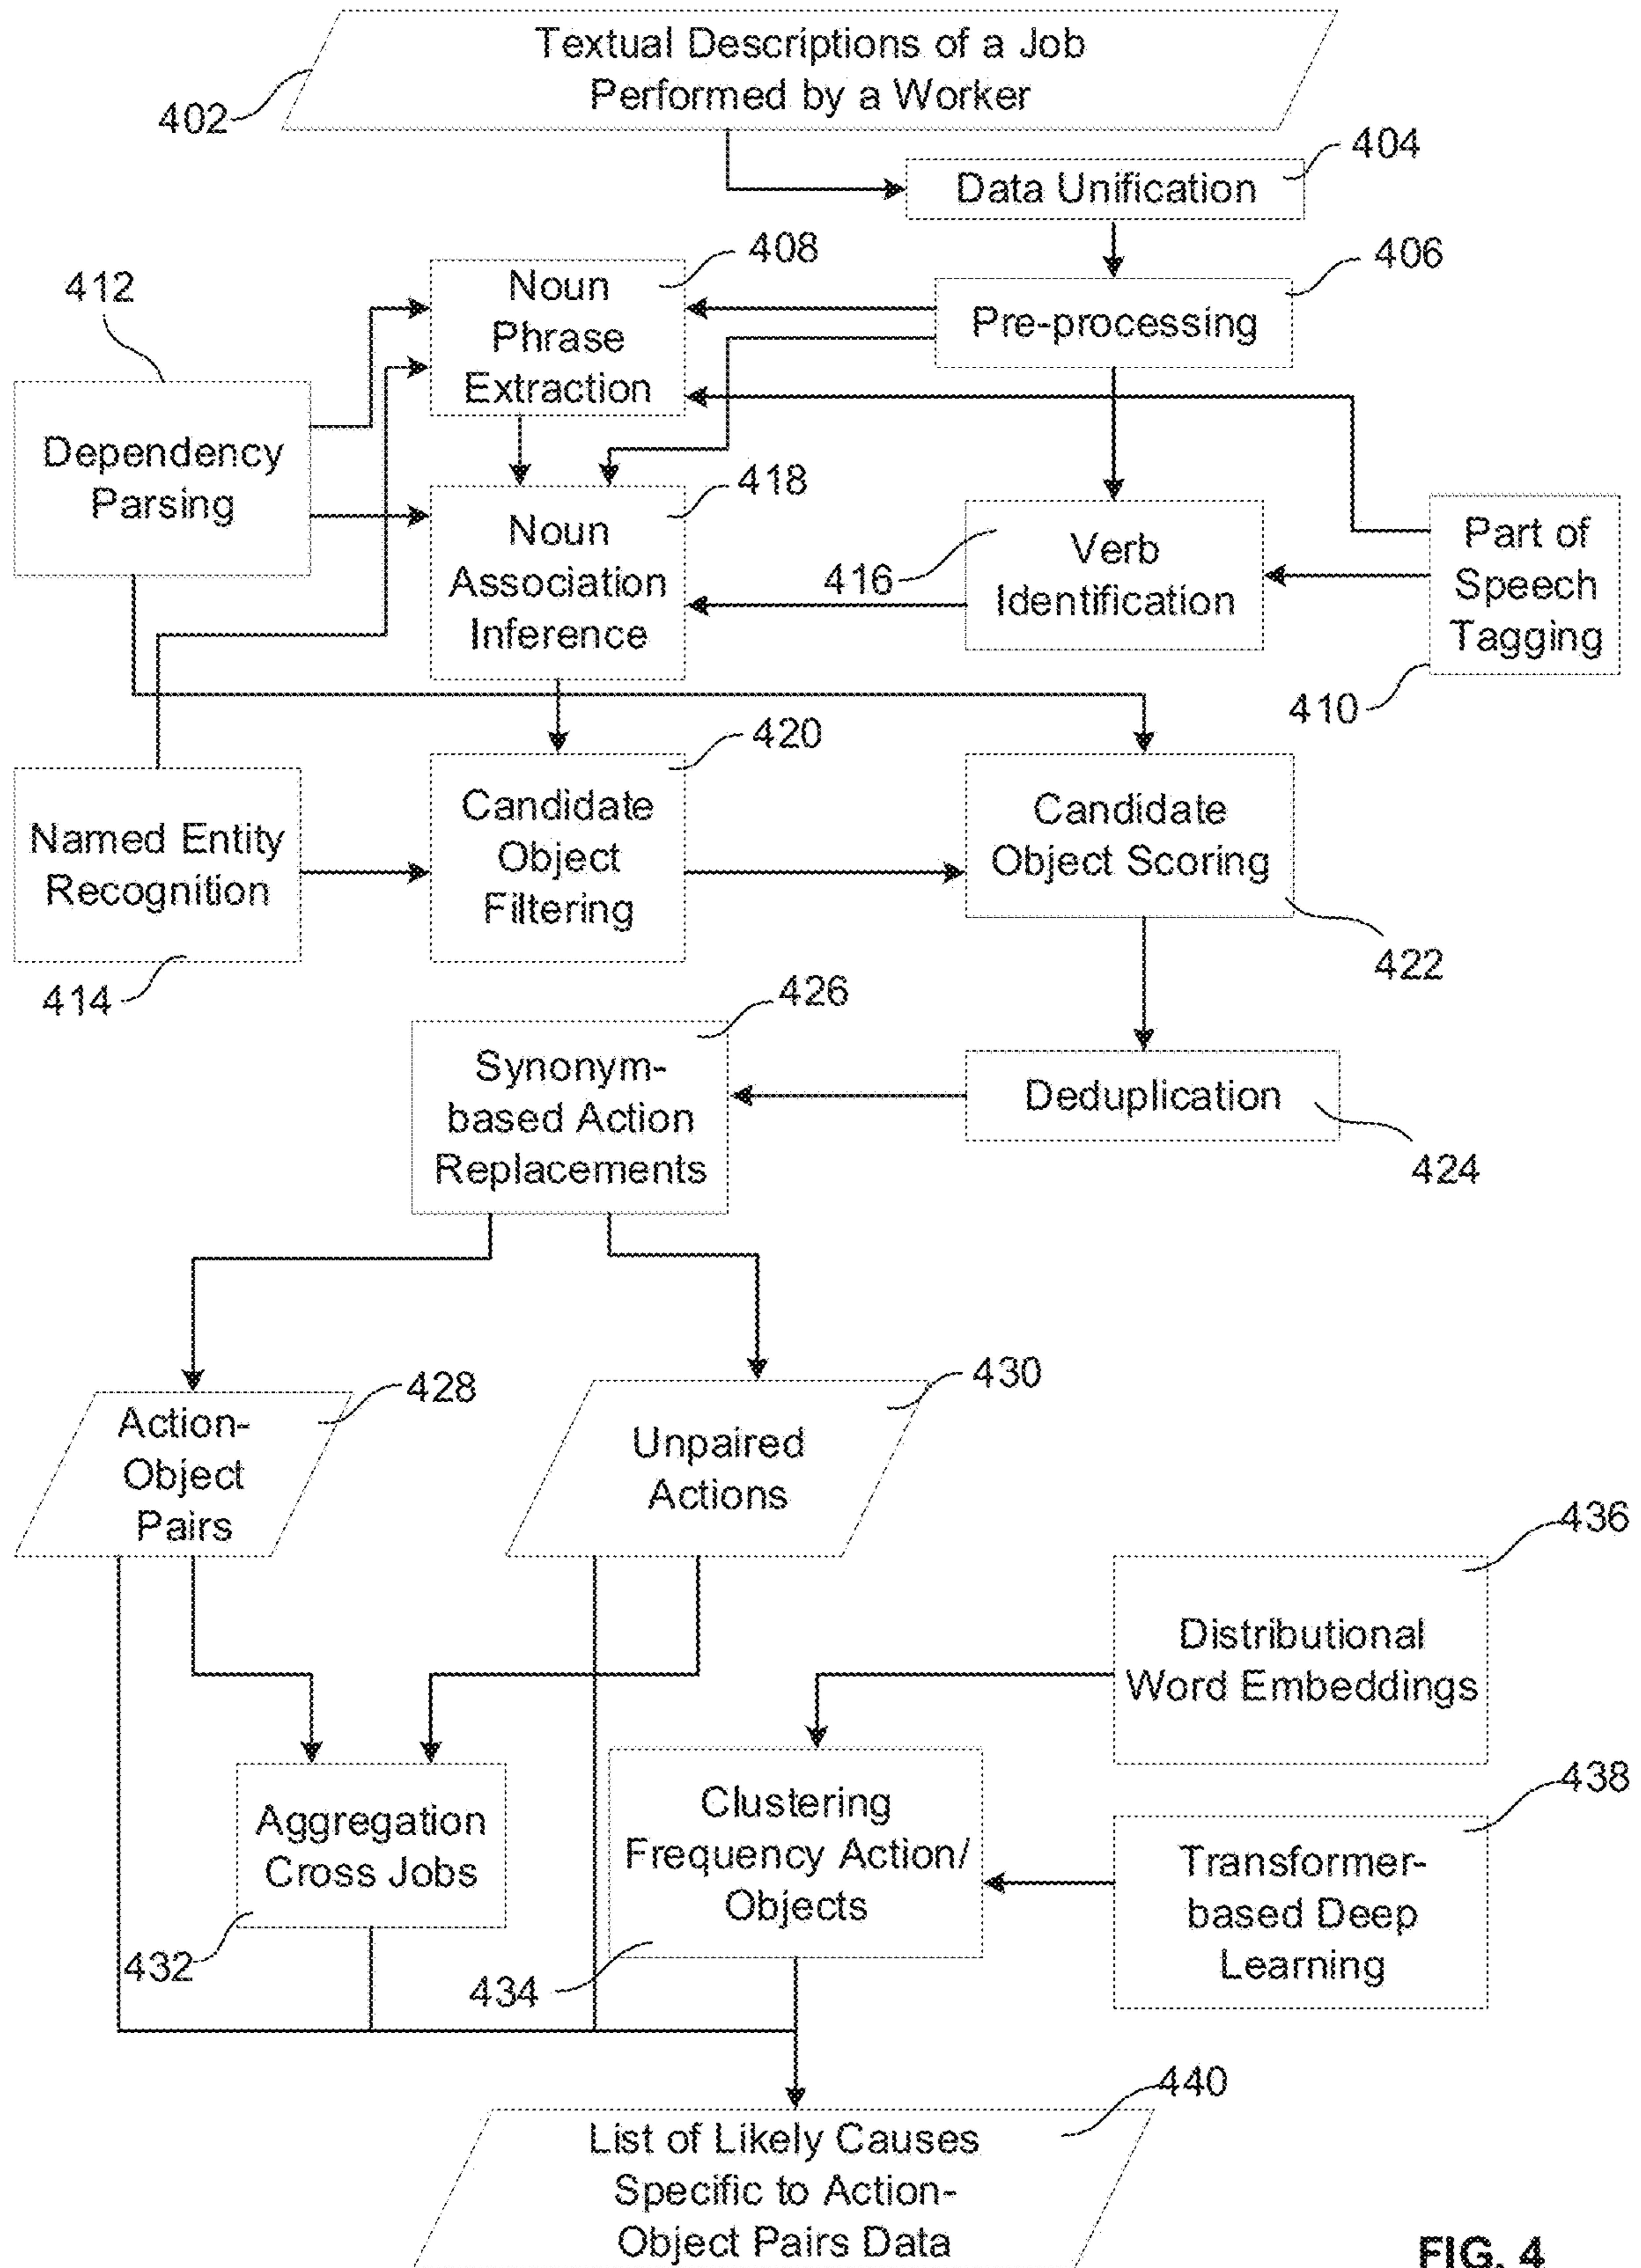 Textual Descriptions of a Job
Performed by a Worker
402
404
Data Unification
408
406
412
Noun
Phrase
Extraction
Pre-processing
Dependency
Parsing
418
Noun
Association
Inference
416
Verb
Identification
Part of
Speech
Tagging
410
420
Named Entity
Recognition
Candidate
Object
Filtering
Candidate
Object Scoring
422
414
426
Synonym-
based Action
Replacements
Deduplication
424
428
430
Action-
Object
Pairs
Unpaired
Actions
436
Distributional
Word Embeddings
438
Aggregation
Cross Jobs
Clustering
Frequency Action/
Objects
Transformer-
based Deep
Learning
432
434
440
List of Likely Causes
Specific to Action-
Object Pairs Data
FIG. 4